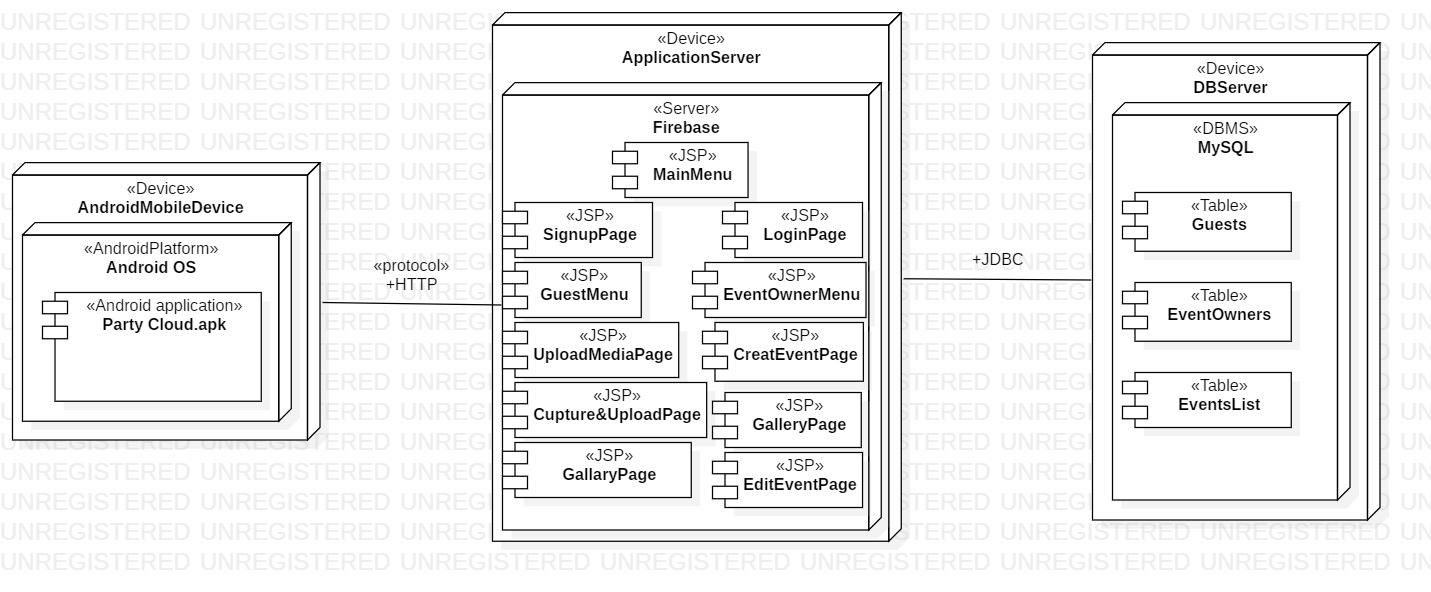 «Device»
AndroidMobileDevice
«AndroidPlatform»
Android OS
«Android application»
Party Cloud.apk
«protocol»
+HTTP
«Device»
ApplicationServer
«Server»
Firebase
«JSP»
MainMenu
«JSP»
SignupPage
«JSP»
LoginPage
«JSP»
GuestMenu
«JSP»
EventOwnerMenu
«JSP»
UploadMediaPage
«JSP»
CreatEventPage
«JSP»
Cupture&UploadPage
«JSP»
GalleryPage
«JSP»
GallaryPage
«JSP»
EditEventPage
+JDBC
«Device»
DBServer
«DBMS»
MySQL
«Table»
Guests
«Table»
EventOwners
«Table»
EventsList
UNREGISTERED